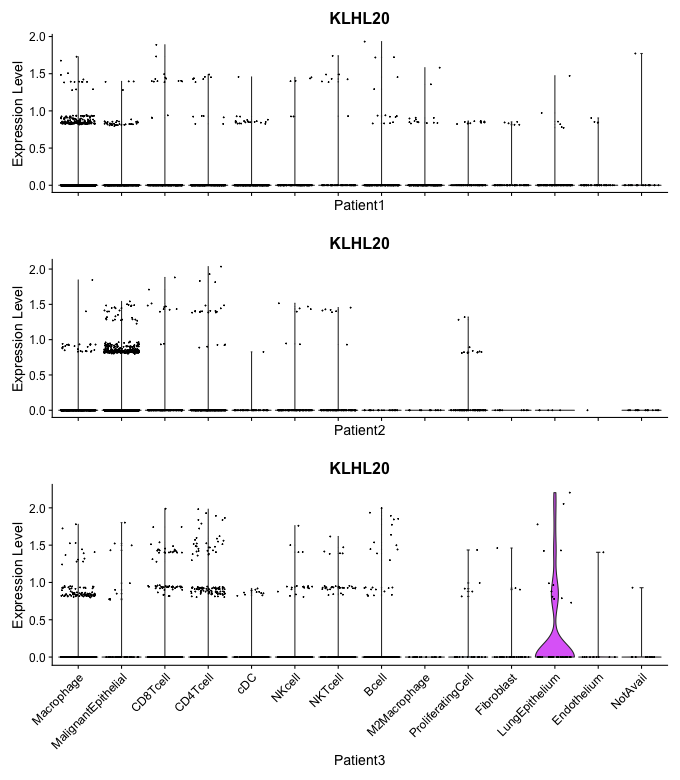 KLHL20
2.0
1.5
1.0
0.5
0.0
Expression Level
Patient1
KLHL20
2.0
1.5
1.0
0.5
0.0
Expression Level
Patient2
KLHL20
2.0
1.5
1.0
0.5
0.0
Expression Level
Macrophage
MalignantEpithelial
CD8Tcell
CD4Tcell
cDC
NKcell
NKTcell
Bcell
M2Macrophage
ProliferatingCell
Fibroblast
LungEpithelium
Endothelium
NotAvail
Patient3